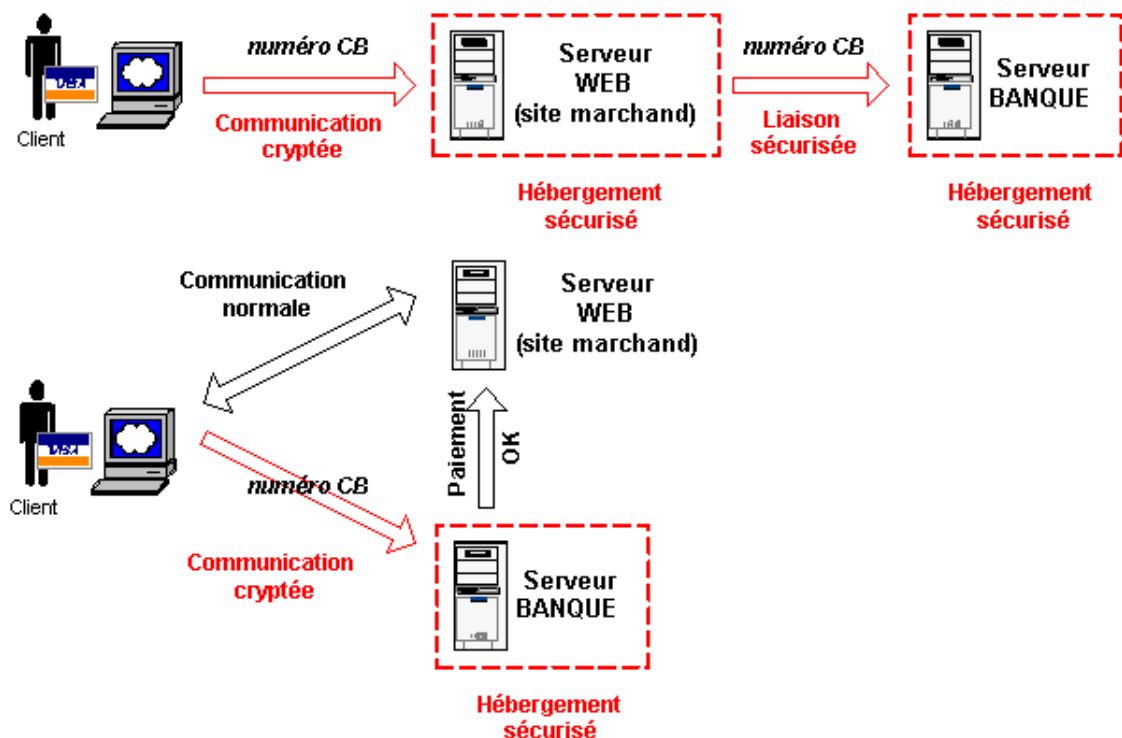 numéro CB
Serveur
WEB
(site marchand)
numéro CB
Serveur
BANQUE
VISA
Client
Communication
cryptée
Liaison
sécurisée
Hébergement
sécurisé
Hébergement
sécurisé
Communication
normale
Serveur
WEB
(site marchand)
Paiement
OK
VISA
Client
numéro CB
Communication
cryptée
Serveur
BANQUE
Hébergement
sécurisé